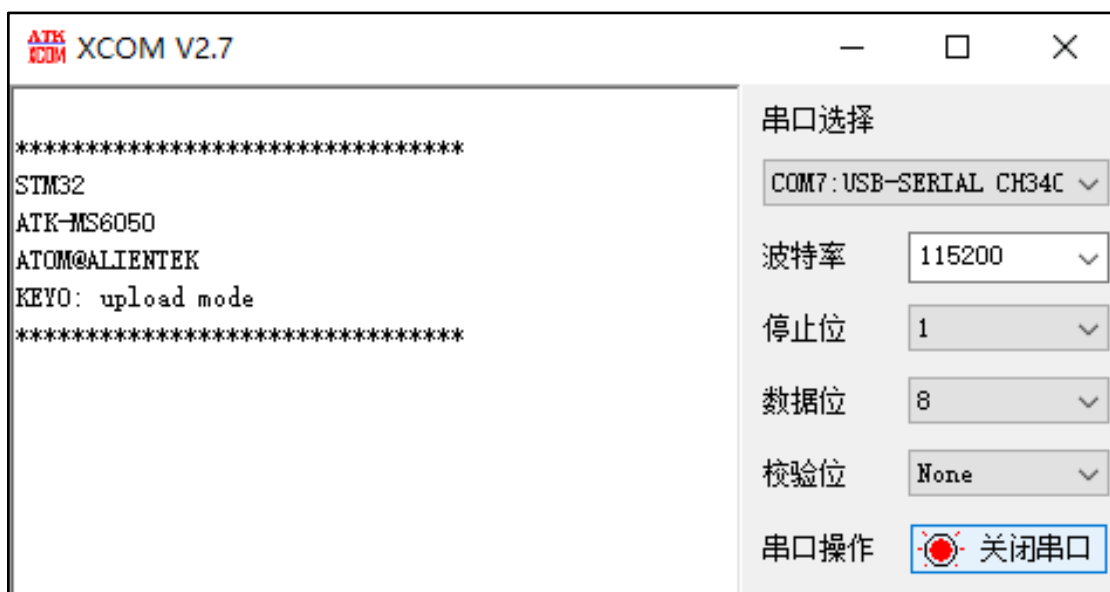 ATK XCOM XCOM V2.7
********************************
STM32
ATK-MS6050
ATOM@ALIENTEK
KEY0: upload mode
********************************
串口选择
COM7:USB-SERIAL CH340
波特率 115200
停止位 1
数据位 8
校验位 None
串口操作 关闭串口